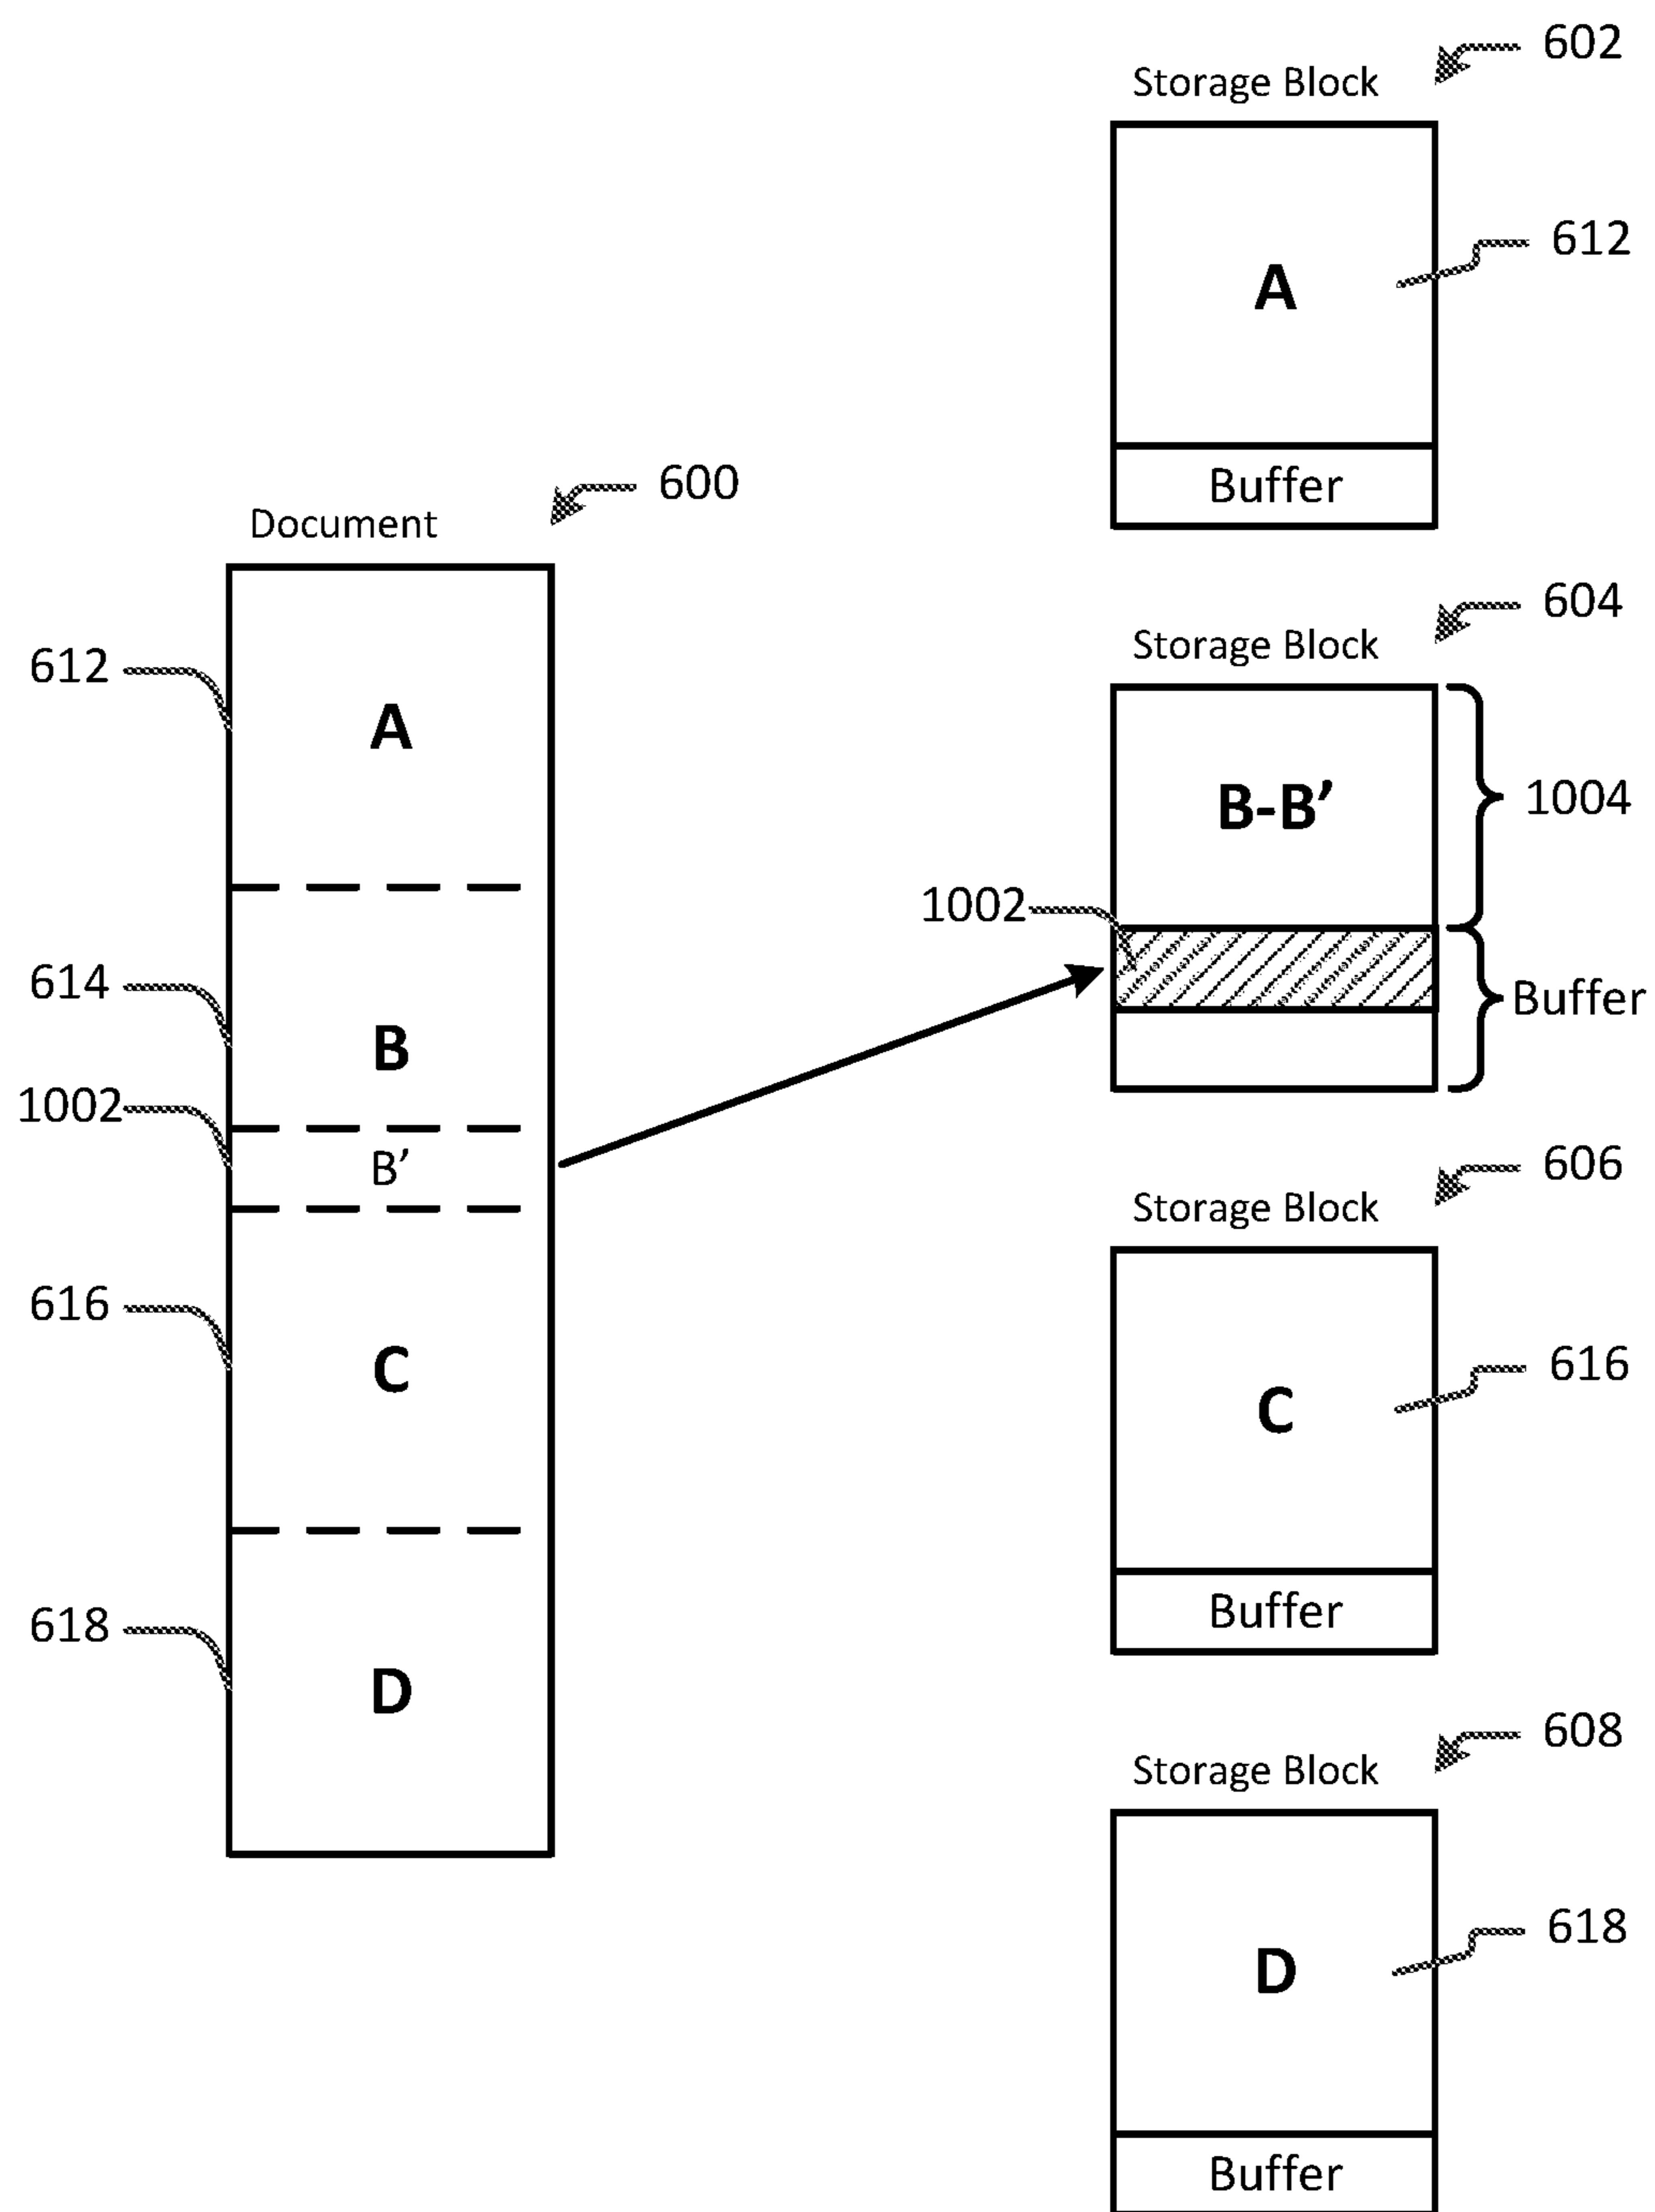 602
Storage Block
612
A
Buffer
600
Document
612
A
614
B
1002
B’
616
C
618
D
604
Storage Block
B-B’
1004
1002
Buffer
606
Storage Block
616
C
Buffer
608
Storage Block
618
D
Buffer